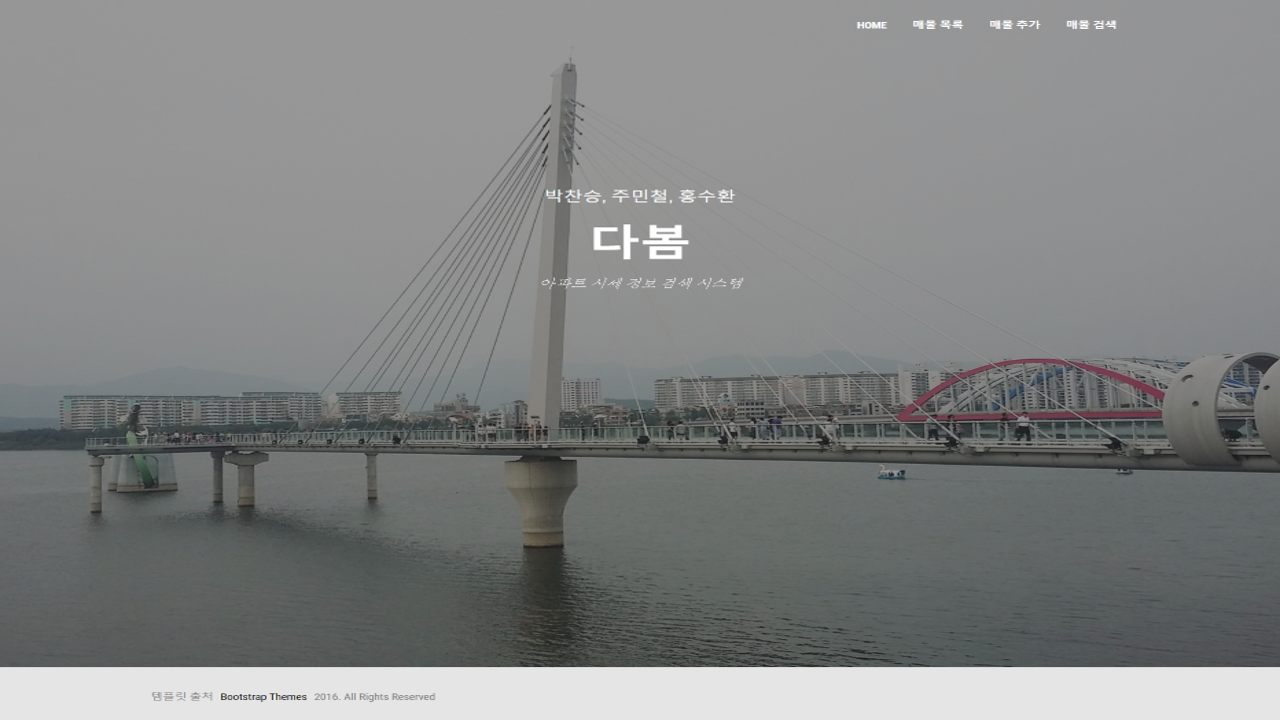 HOME 매물 목록 매물 추가 매물 검색
박찬승, 주민철, 홍수환
다봄
아파트 시세 정보 검색 시스템
템플릿 출처 Bootstrap Themes 2016. All Rights Reserved